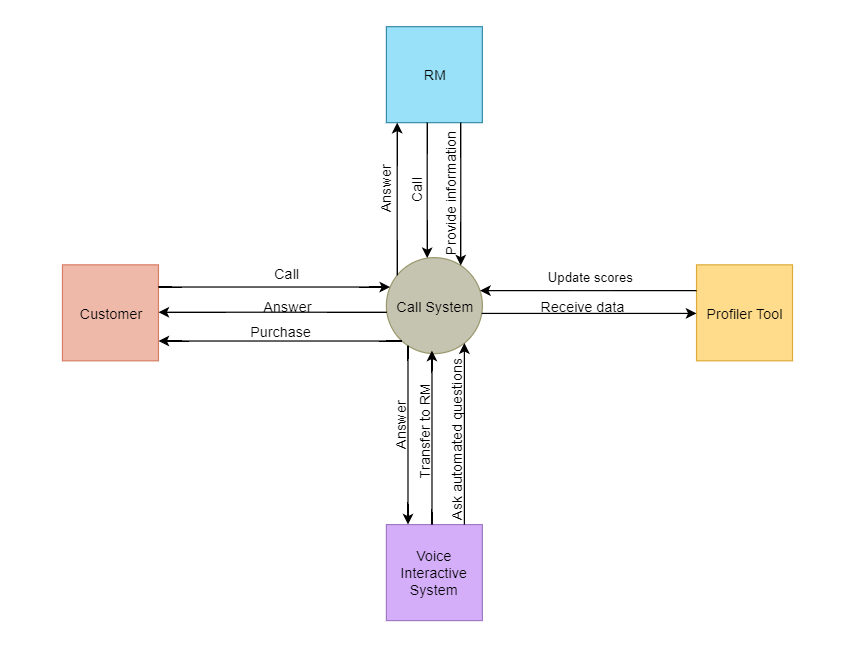 RM
Answer
Call
Provide information
Call
Answer
Purchase
Customer
Call System
Update scores
Receive data
Profiler Tool
Answer
Transfer to RM
Ask automated questions
Voice
Interactive
System